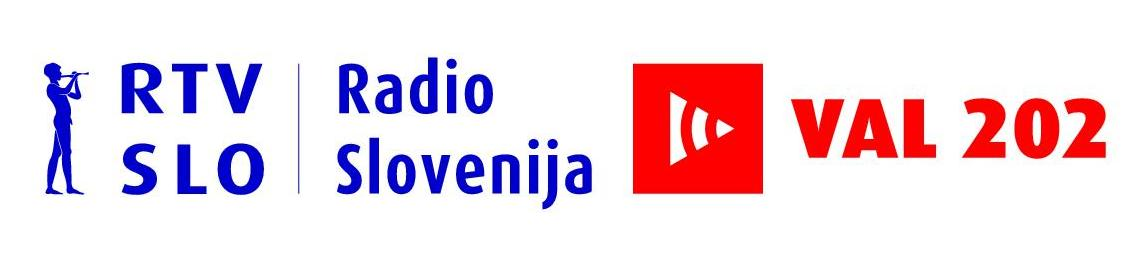 RTV
SLO
Radio
Slovenija
VAL 202